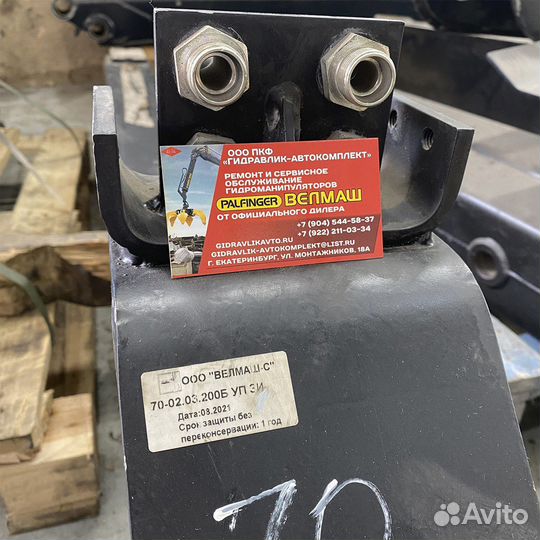 ООО ПКФ
«ГИДРАВЛИК-АВТОКОМПЛЕКТ»
РЕМОНТ И СЕРВИСНОЕ
ОБСЛУЖИВАНИЕ
ГИДРОМАНИПУЛЯТОРОВ
PALFINGER ВЕЛМАШ
ОТ ОФИЦИАЛЬНОГО ДИЛЕРА
+7 (904) 544-58-37
+7 (922) 211-03-34
GIDRAVLIKAVTO.RU
GIDRAVLIK-AVTOKOMPLEKT@LIST.RU
Г. ЕКАТЕРИНБУРГ, УЛ. МОНТАЖНИКОВ, 18А
ООО "ВЕЛМАШ-С"
70-02.03.200Б УП ЗИ
Дата:08.2021
Срок защиты без
переконсервации: 1 год
70
Avito